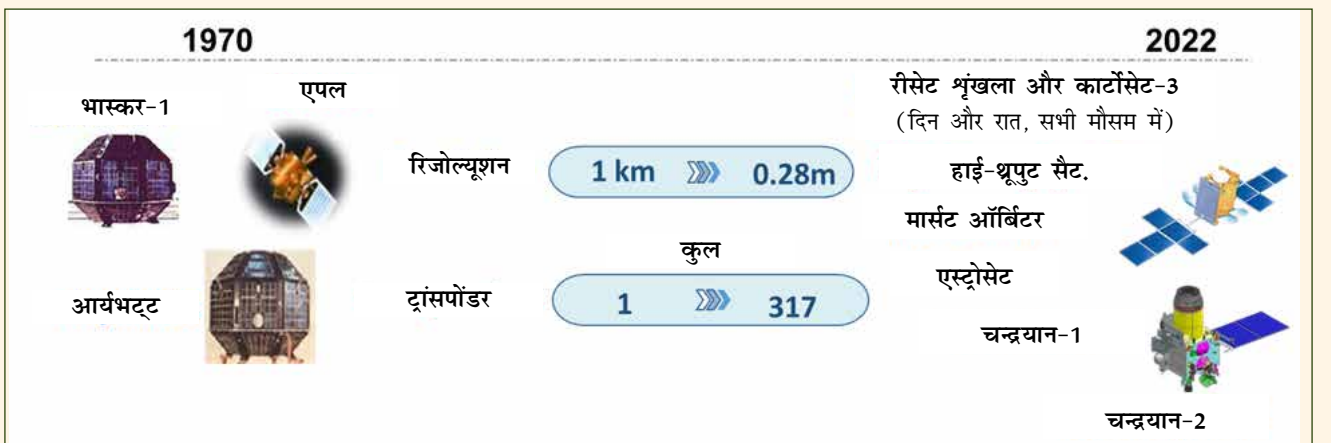 1970
2022
भास्कर-1
एपल
आर्यभट्ट
रिजोल्यूशन
1 km
0.28m
ट्रांसपोंडर
कुल
1
317
रीसेट शृंखला और कार्टोसेट-3
(दिन और रात, सभी मौसम में)
हाई-थ्रूपुट सैट.
मार्सट ऑर्बिटर
एस्ट्रोसेट
चन्द्रयान-1
चन्द्रयान-2